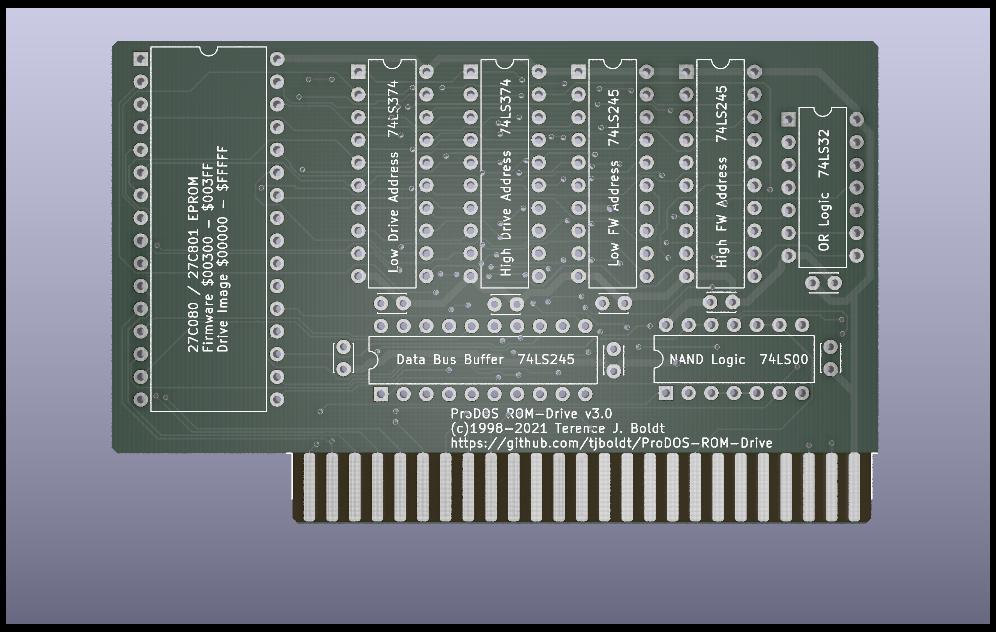 27C080 / 27C801 EPROM
Firmware $00300 - $003FF
Drive Image $00000 - $FFFFF
Low Drive Address 74LS374
High Drive Address 74LS374
Low FW Address 74LS245
High FW Address 74LS245
OR Logic 74LS32
Data Bus Buffer 74LS245
NAND Logic 74LS00
ProDOS ROM-Drive v3.0
(c)1998-2021 Terence J. Boldt
https://github.com/tjboldt/ProDOS-ROM-Drive